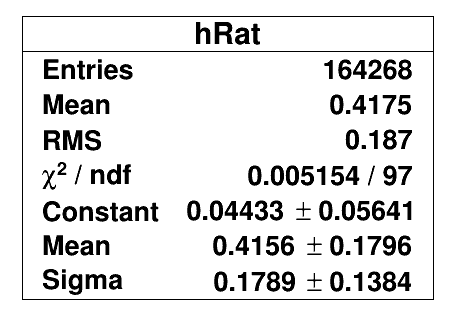 hRat
Entries 164268
Mean 0.4175
RMS 0.187
χ² / ndf 0.005154 / 97
Constant 0.04433 ± 0.05641
Mean 0.4156 ± 0.1796
Sigma 0.1789 ± 0.1384